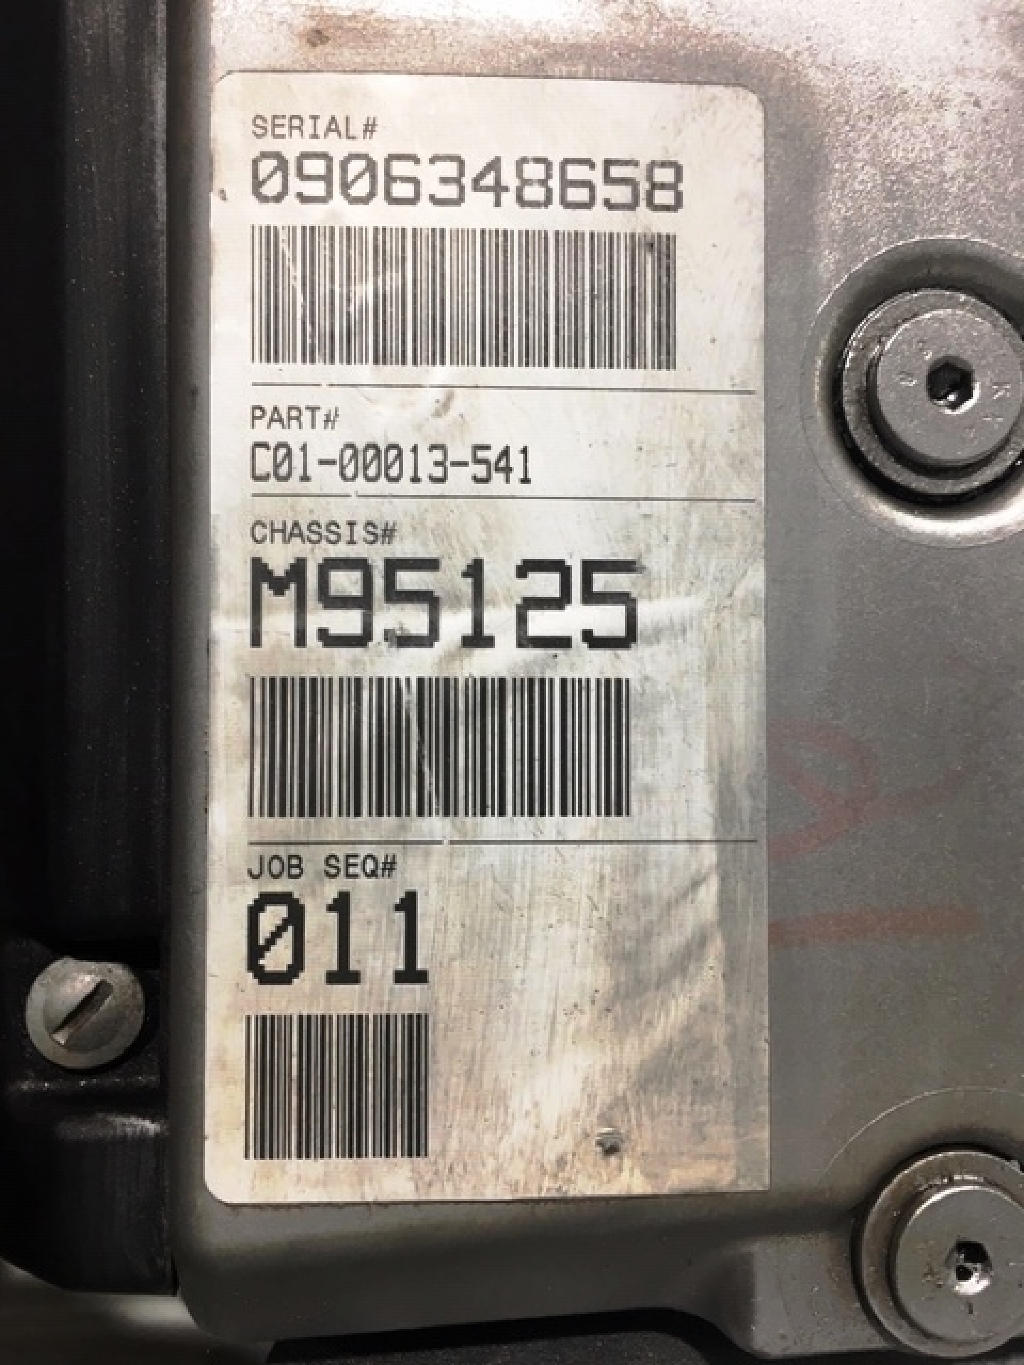 SERIAL#
0906348658
PART#
C01-00013-541
CHASSIS#
M95125
JOB SEQ#
011